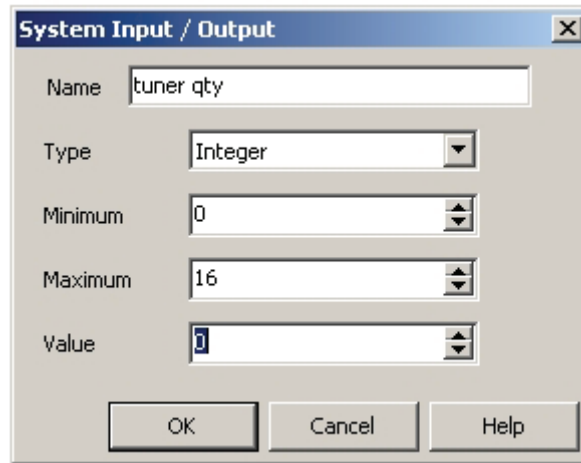 System Input / Output
Name tuner qty
Type Integer
Minimum 0
Maximum 16
Value 0
OK Cancel Help